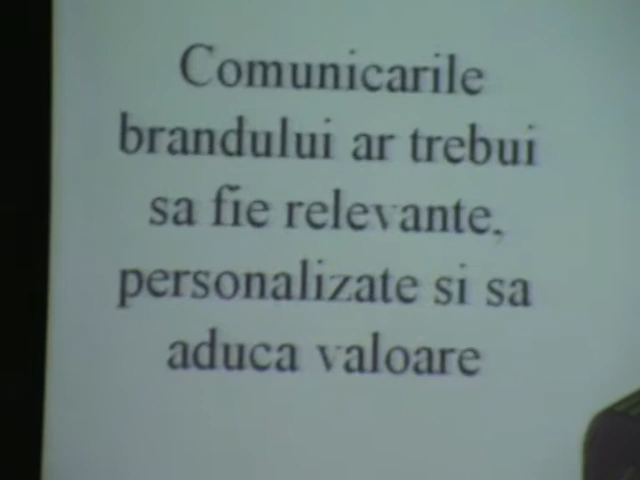 Comunicarile
brandului ar trebui
sa fie relevante,
personalizate si sa
aduca valoare